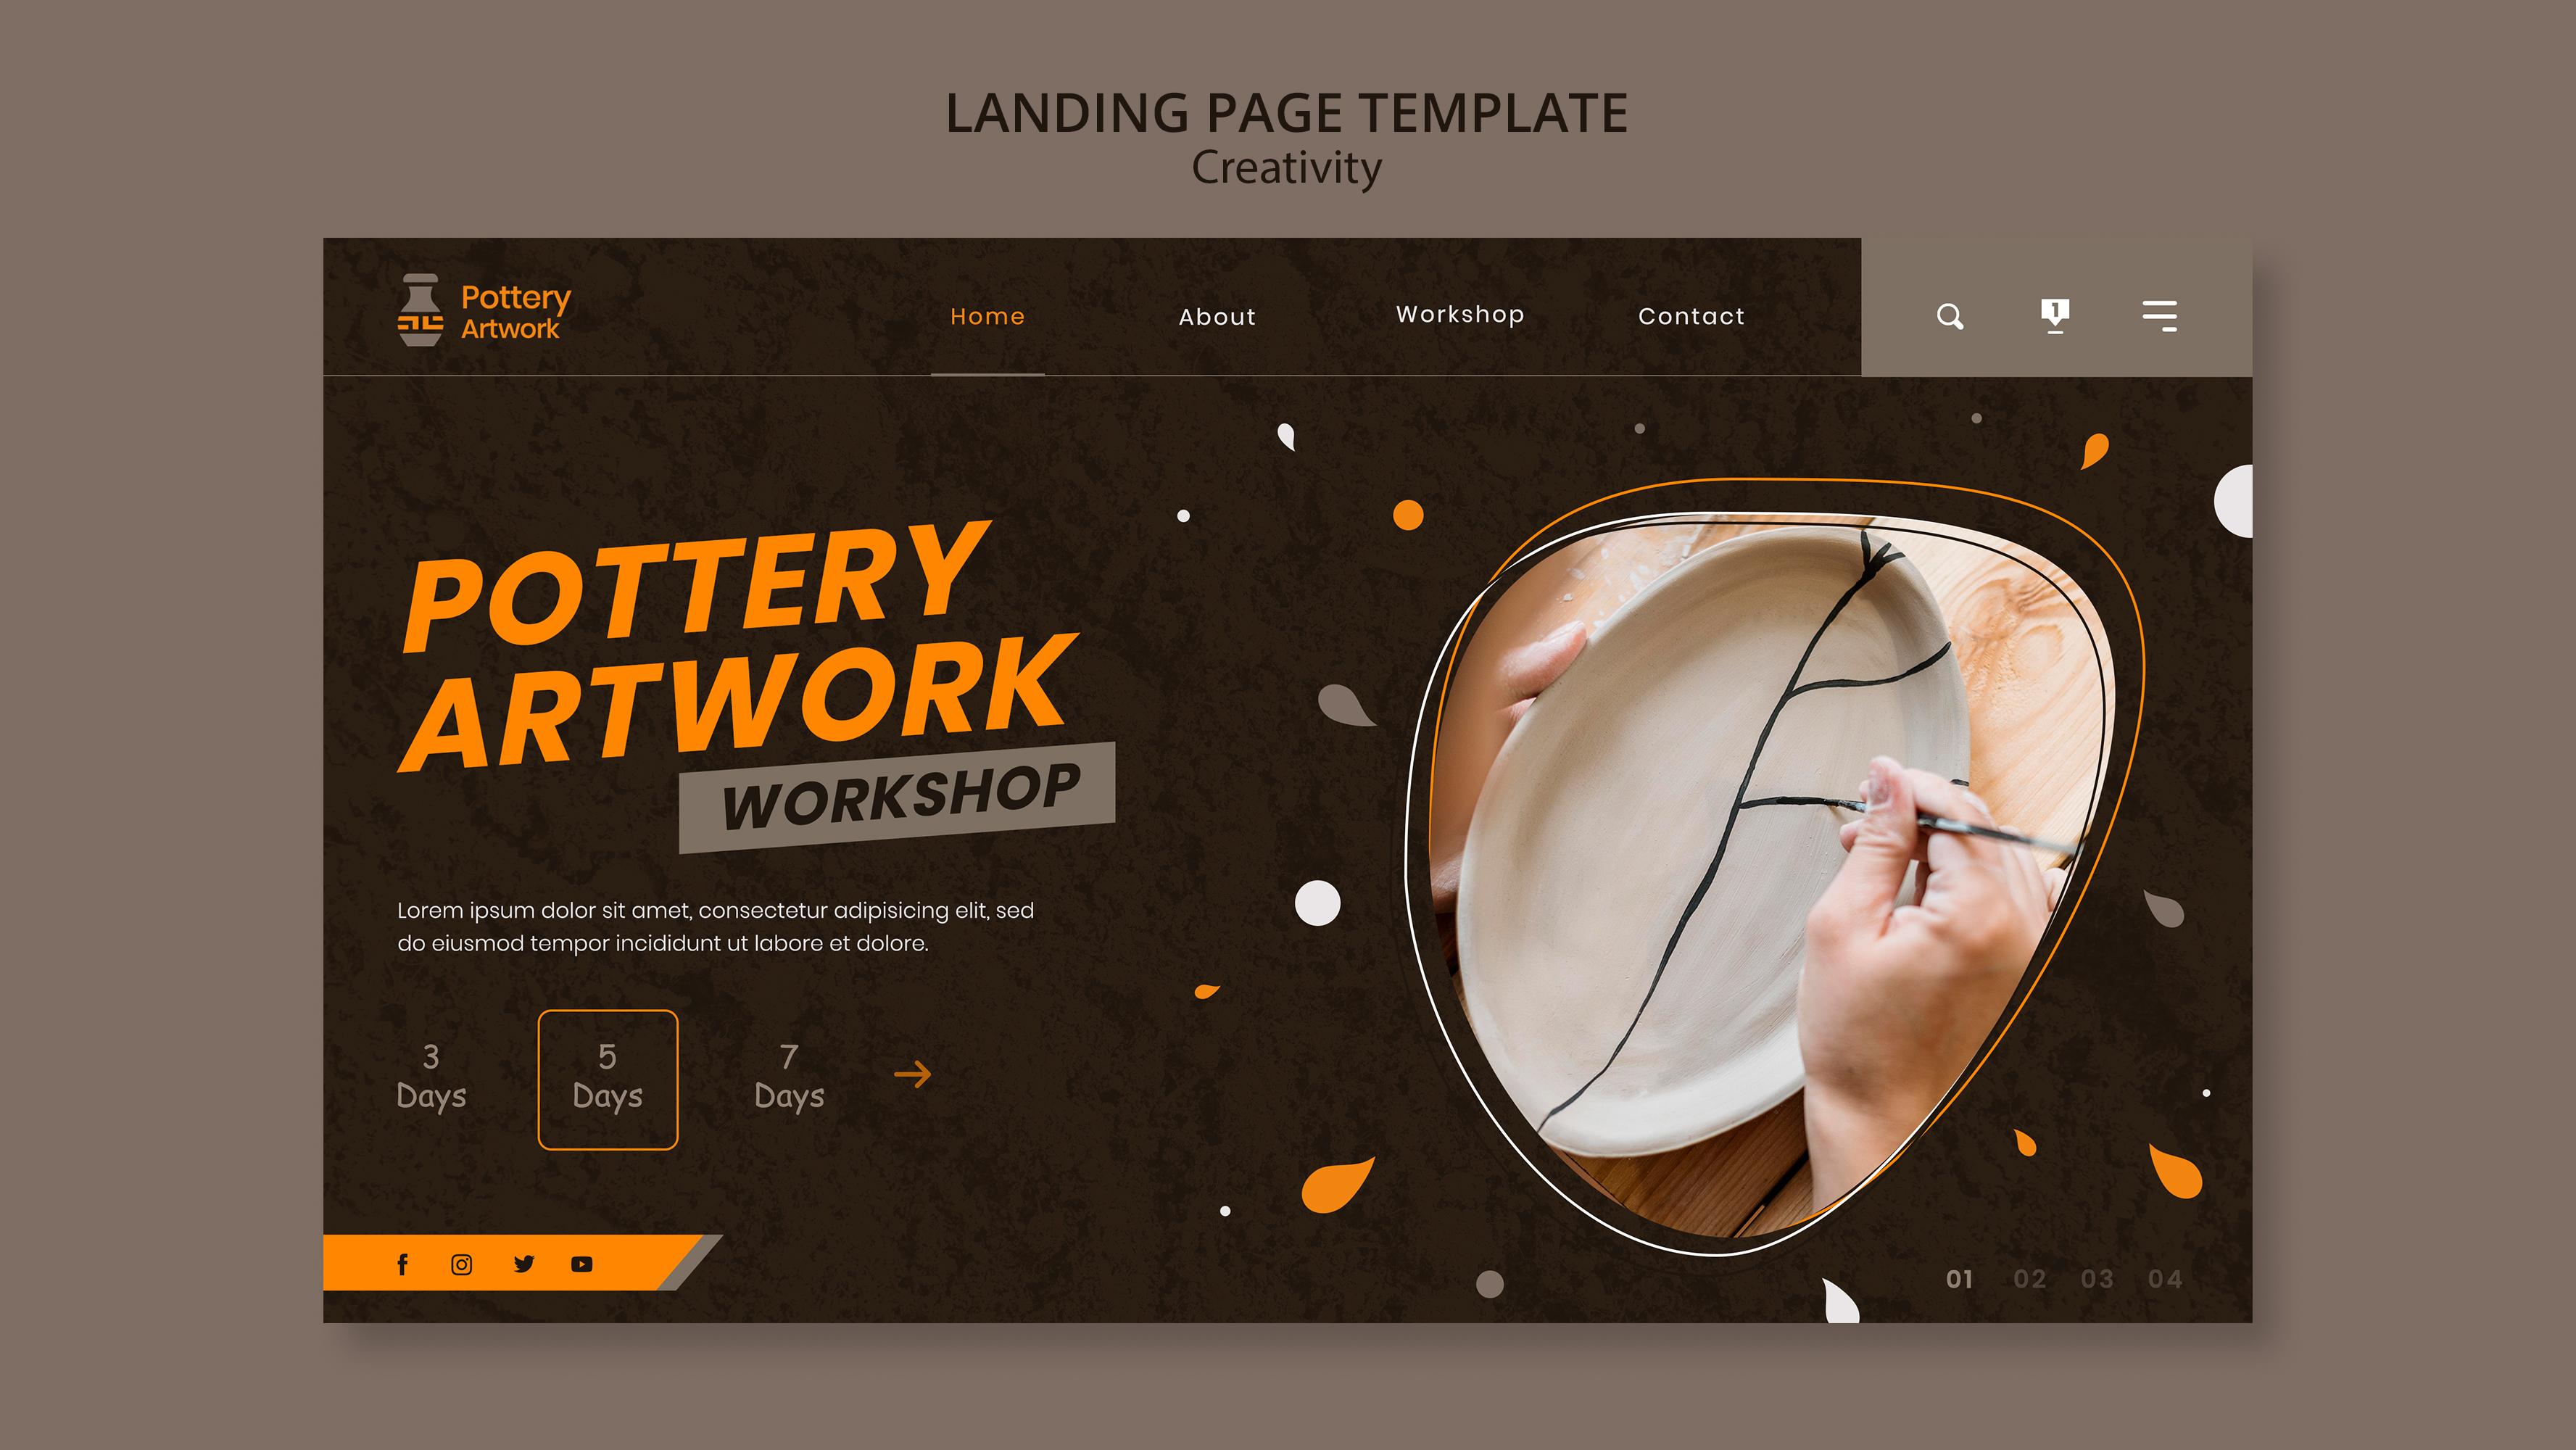 LANDING PAGE TEMPLATE
Creativity
Pottery
Artwork
Home About Workshop Contact
1
POTTERY
ARTWORK
WORKSHOP
Lorem ipsum dolor sit amet, consectetur adipisicing elit, sed
do eiusmod tempor incididunt ut labore et dolore.
3
Days
5
Days
7
Days
01 02 03 04